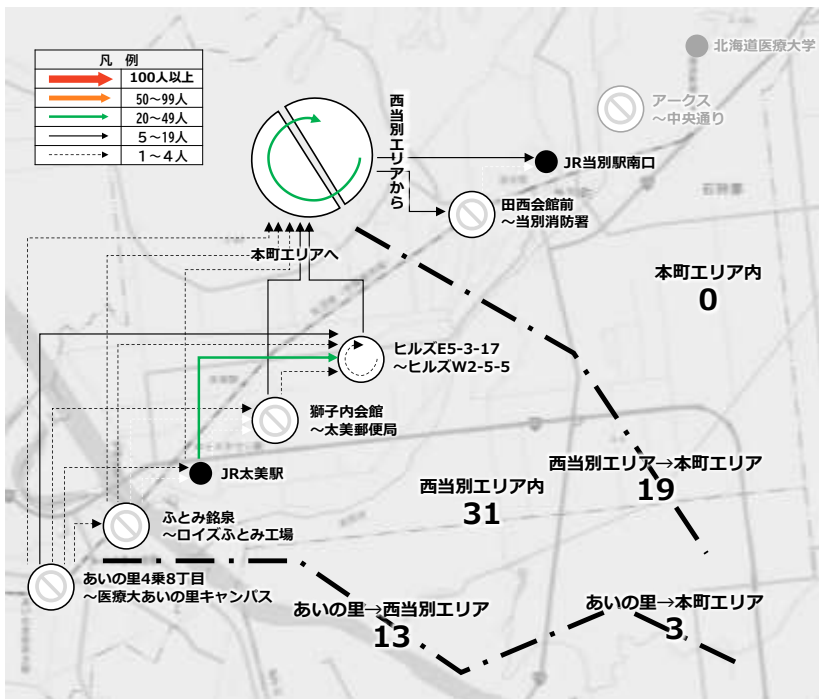 北海道医療大学
凡 例
100人以上
50～99人
20～49人
5～19人
1～4人
アークス
～中央通り
西当別エリアから
JR当別駅南口
田西会館前
～当別消防署
本町エリアへ
本町エリア内
0
ヒルズE5-3-17
～ヒルズW2-5-5
獅子内会館
～太美郵便局
JR太美駅
西当別エリア内
31
西当別エリア→本町エリア
19
ふとみ銘泉
～ロイズふとみ工場
あいの里4乗8丁目
～医療大あいの里キャンパス
あいの里→西当別エリア
13
あいの里→本町エリア
3